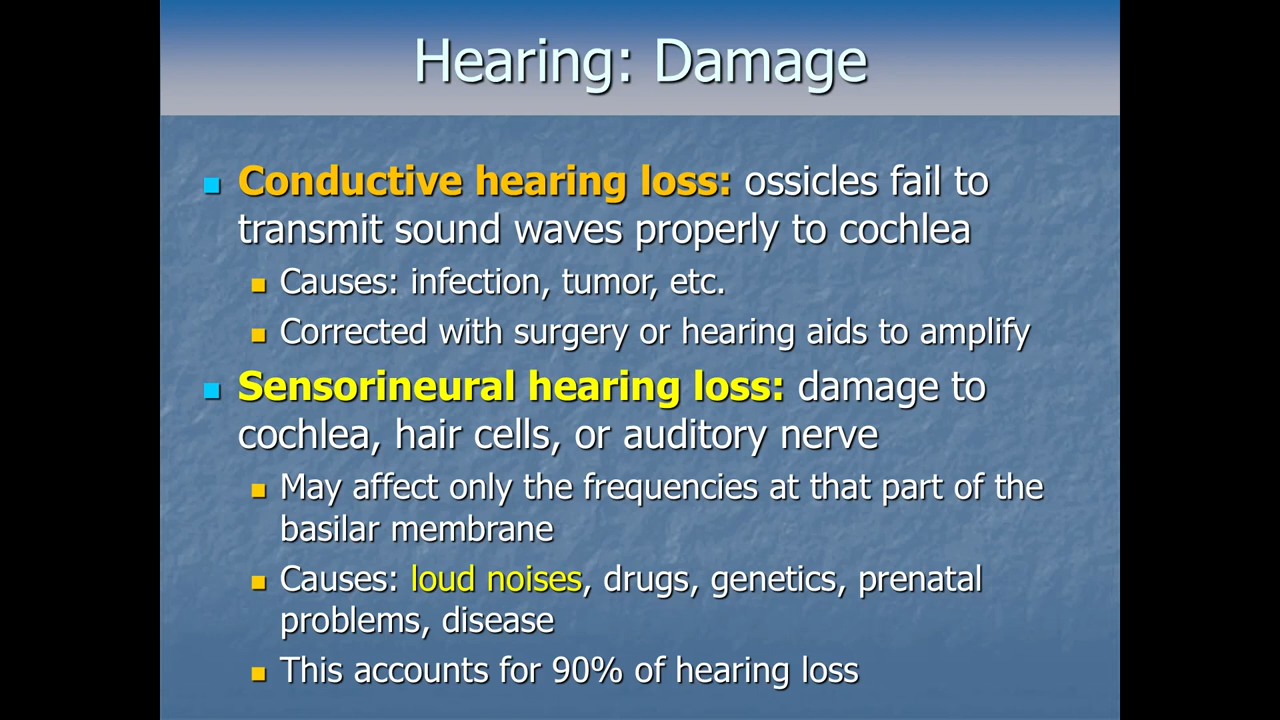 Hearing: Damage
Conductive hearing loss: ossicles fail to
transmit sound waves properly to cochlea
Causes: infection, tumor, etc.
Corrected with surgery or hearing aids to amplify
Sensorineural hearing loss: damage to
cochlea, hair cells, or auditory nerve
May affect only the frequencies at that part of the
basilar membrane
Causes: loud noises, drugs, genetics, prenatal
problems, disease
This accounts for 90% of hearing loss